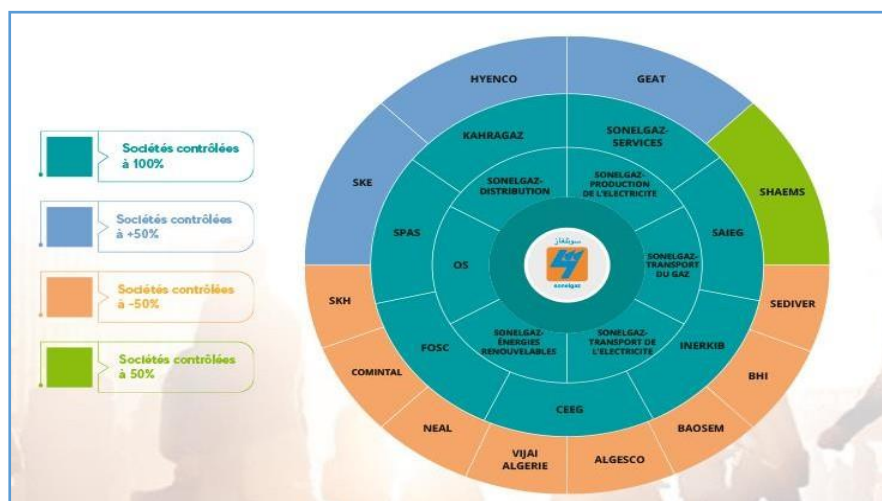 Sociétés contrôlées
à 100%
Sociétés contrôlées
à +50%
Sociétés contrôlées
à -50%
Sociétés contrôlées
à 50%
HYENCO
GEAT
SKE
SHAEMS
SKH
SEDIVER
COMINTAL
BHI
NEAL
BAOSEM
VIJAI
ALGERIE
ALGESCO
KAHRAGAZ
SONELGAZ-
SERVICES
SPAS
SAIEG
FOSC
INERKIB
CEEG
SONELGAZ-
DISTRIBUTION
SONELGAZ-
PRODUCTION
DE L'ELECTRICITE
OS
SONELGAZ-
TRANSPORT
DU GAZ
SONELGAZ-
ÉNERGIES
RENOUVELABLES
SONELGAZ-
TRANSPORT DE
L'ELECTRICITE
سونلغاز
sonelgaz